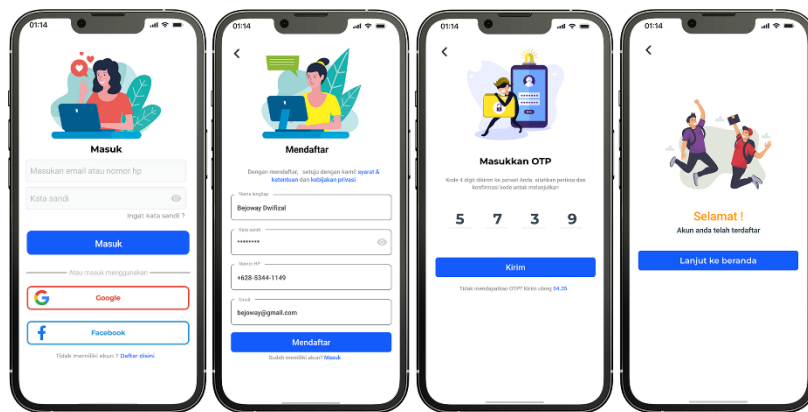 01:14
Masuk
Masukan email atau nomor hp
Kata sandi
Ingat kata sandi ?
Masuk
Atau masuk menggunakan
Google
Facebook
Tidak memiliki akun ? Daftar disini
01:14
Mendaftar
Dengan mendaftar, setuju dengan kamil syarat &
ketentuan dan kebijakan privasi
Nama lengkap
Bejoway Dwifizal
Kata sandi
********
Nomor HP
+628-5344-1149
Email
bejoway@gmail.com
Mendaftar
Sudah memiliki akun? Masuk
01:14
Masukkan OTP
Kode 4 digit dikirim ke ponsel Anda, silahkan periksa dan
konfirmasi kode untuk melanjutkan
5 7 3 9
Kirim
Tidak mendapatkan OTP? Kirim ulang 04.35
01:14
Selamat !
Akun anda telah terdaftar
Lanjut ke beranda